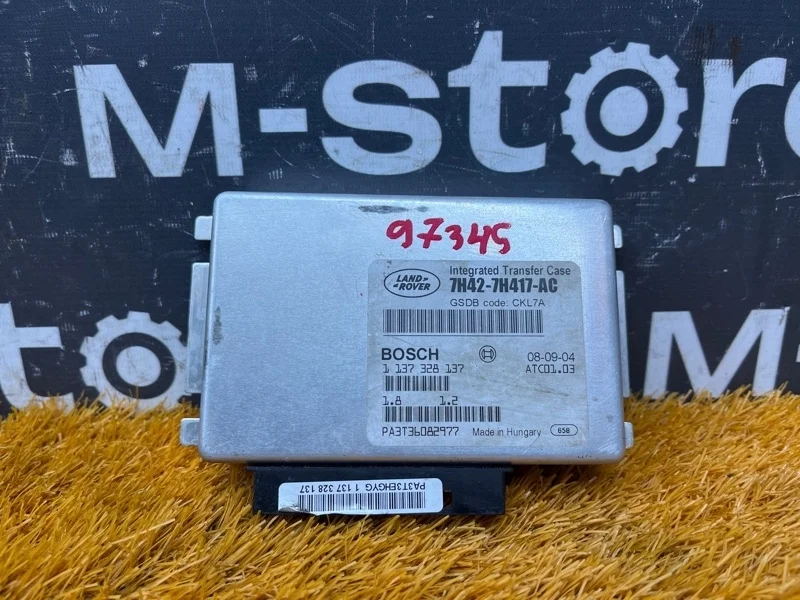 M-store
97345
LAND-
-ROVER
Integrated Transfer Case
7H42-7H417-AC
GSDB code: CKL7A
BOSCH
08-09-04
1 137 328 137
ATC01.03
1.8 1.2
PA3T36082977
Made in Hungary
658
PA3T3EHGYG 1 137 328 137